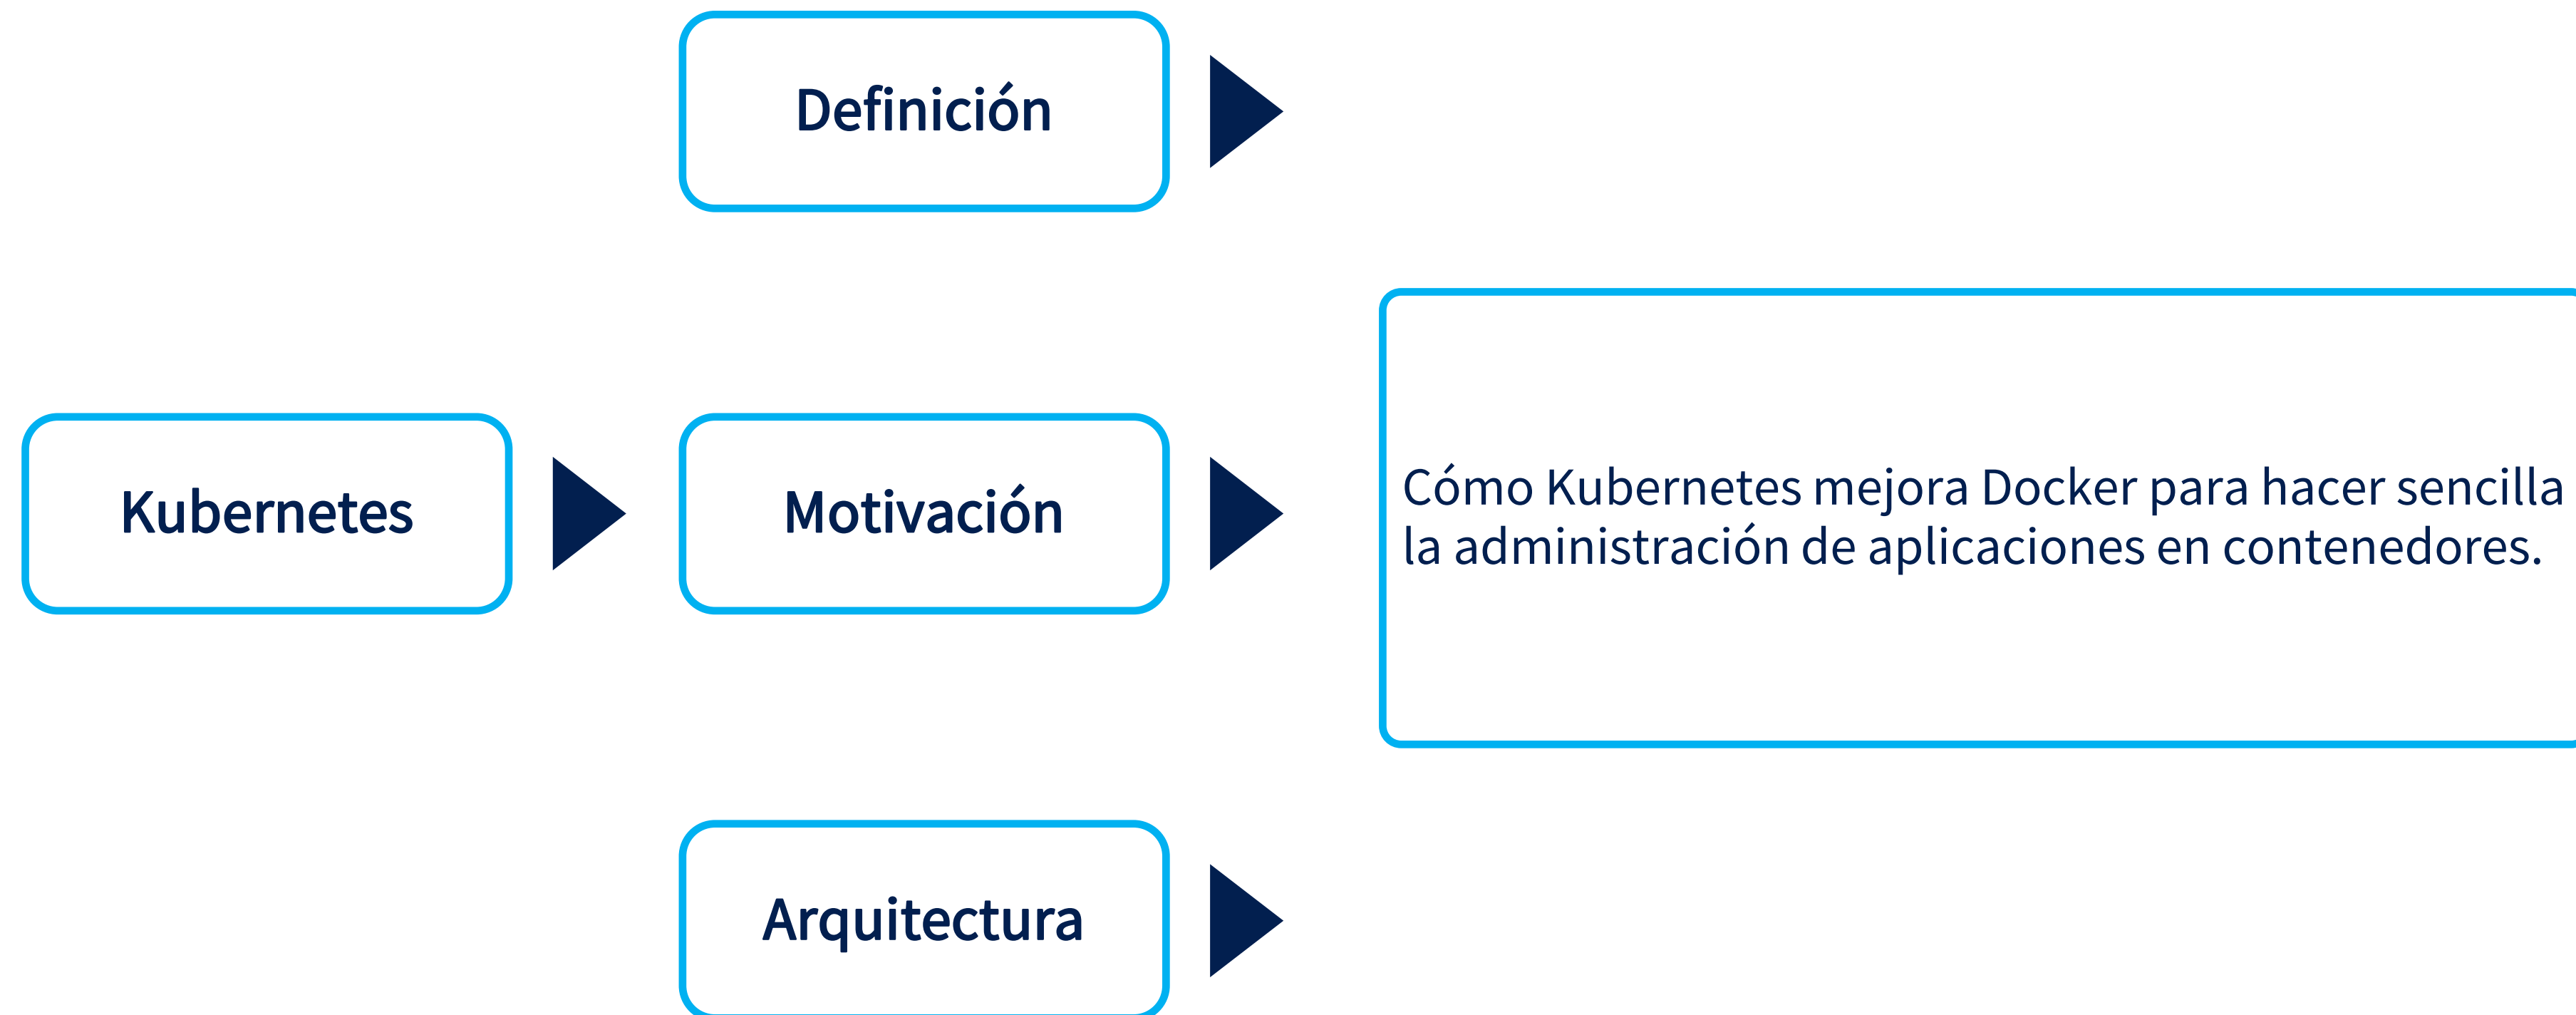 Definición
Kubernetes
Motivación
Cómo Kubernetes mejora Docker para hacer sencilla
la administración de aplicaciones en contenedores.
Arquitectura